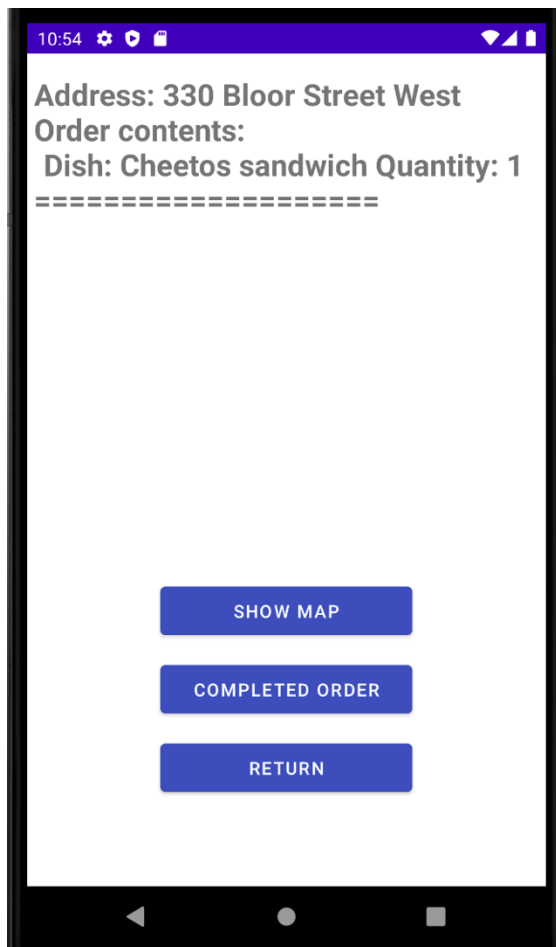 10:54
Address: 330 Bloor Street West
Order contents:
Dish: Cheetos sandwich Quantity: 1
====================
SHOW MAP
COMPLETED ORDER
RETURN